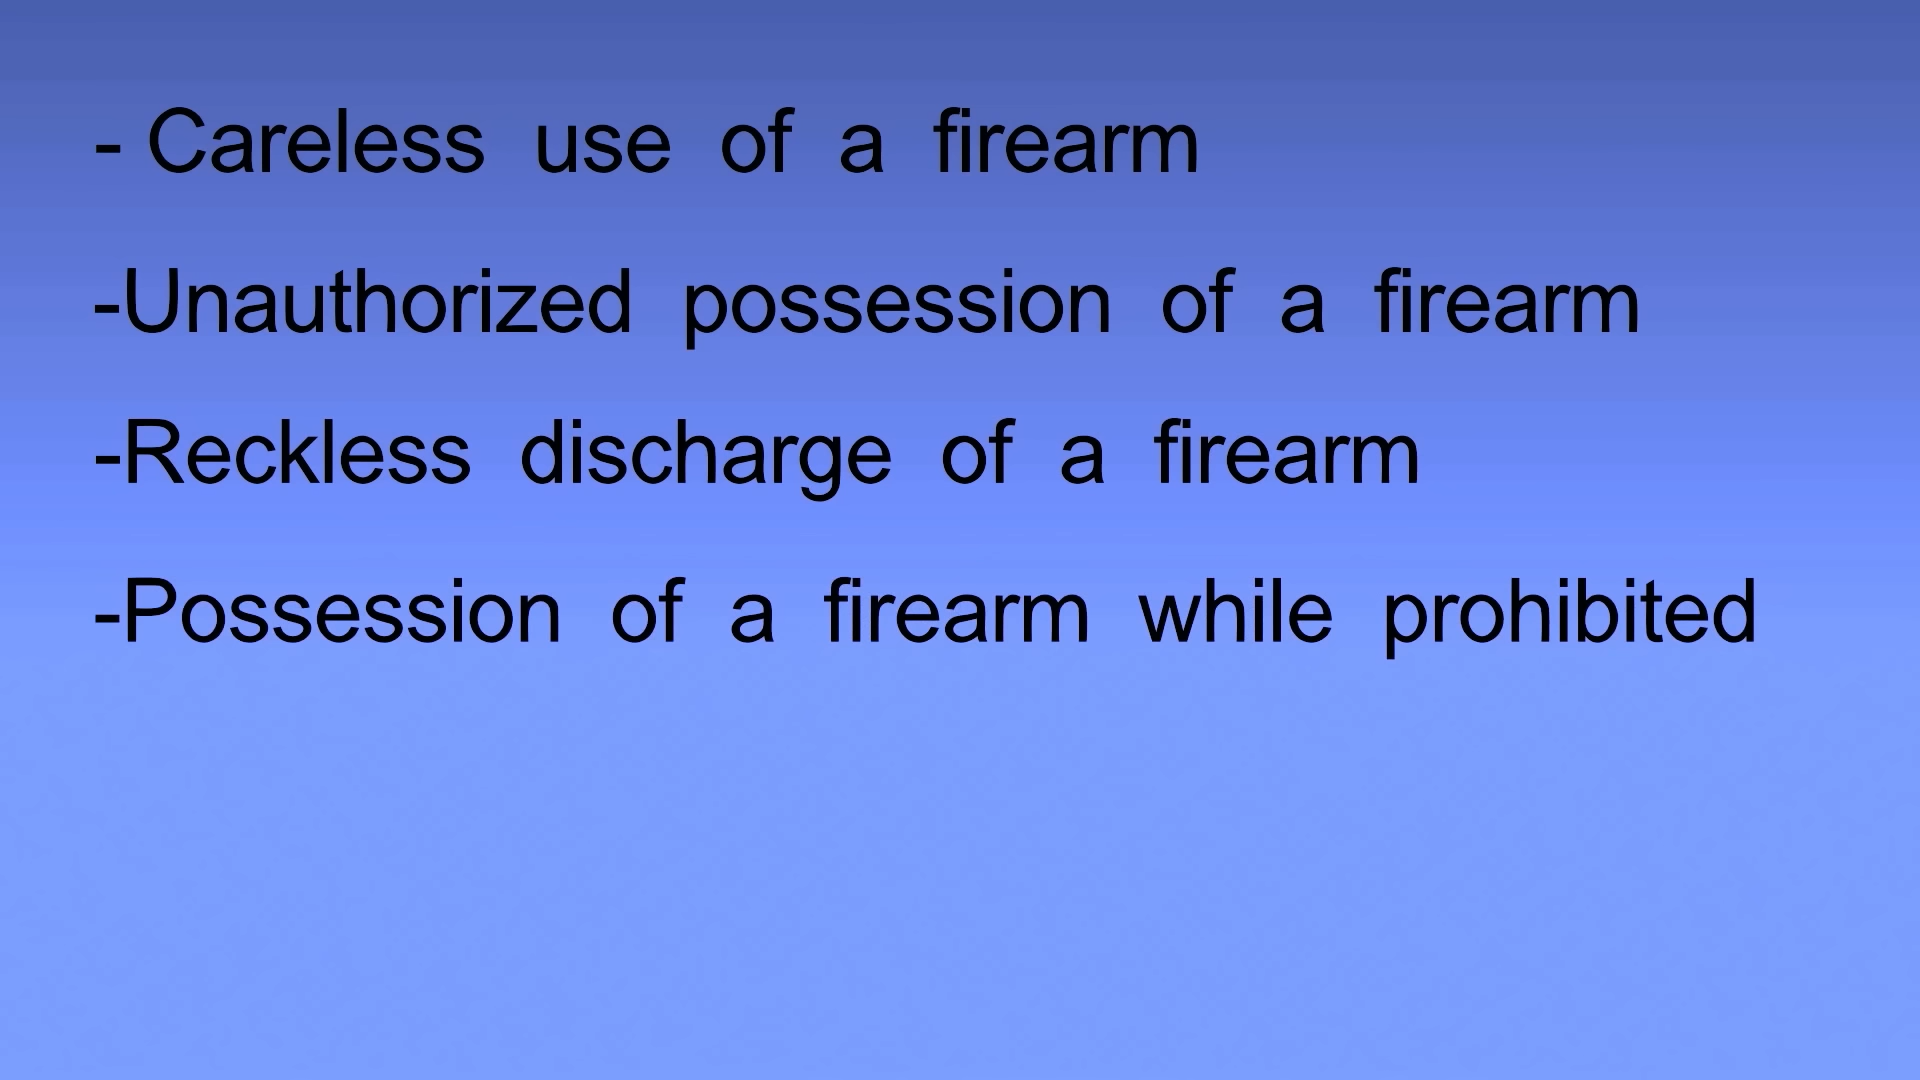 - Careless use of a firearm
-Unauthorized possession of a firearm
-Reckless discharge of a firearm
-Possession of a firearm while prohibited